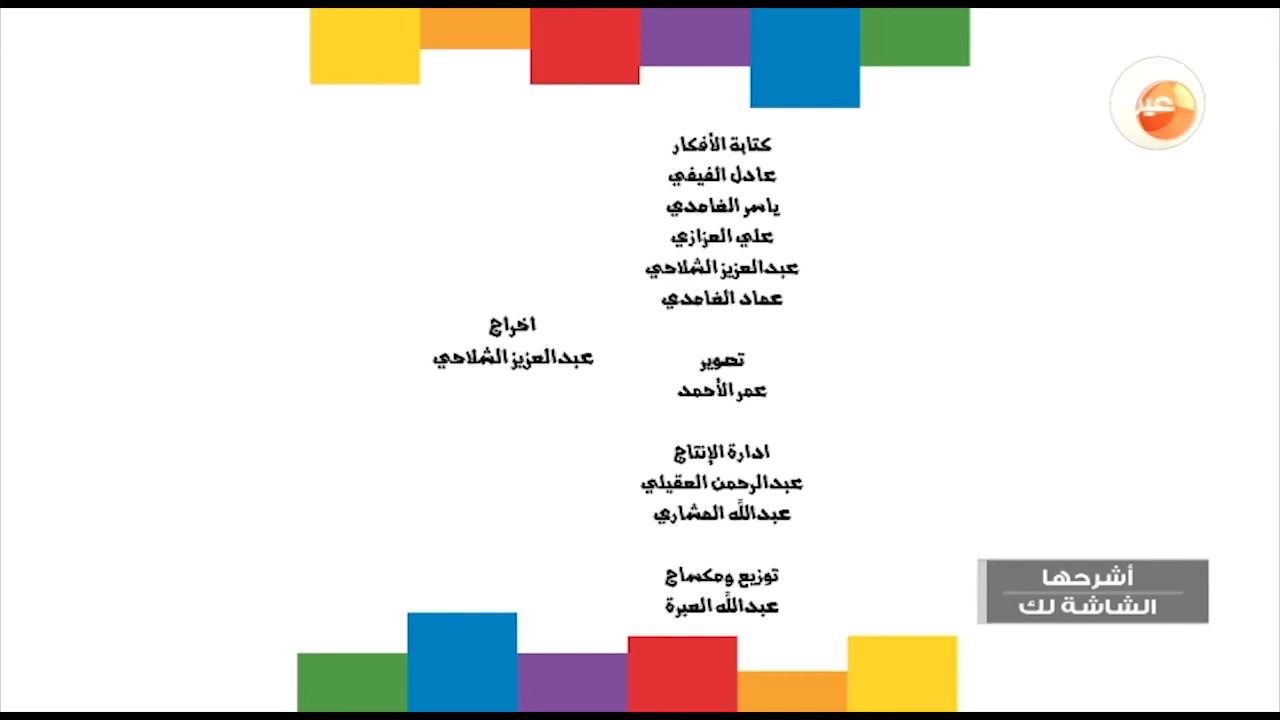 كتابة الأفكار
عادل الفيفي
ياسر الغامدي
علي العزازي
عبدالعزيز الشلاحي
عماد الغامدي
تصوير
عمر الأحمد
ادارة الإنتاج
عبدالرحمن العقيلي
عبدالله المشاري
توزيع ومكساج
عبدالله العبرة
اخراج
عبدالعزيز الشلاحي
أشرحها
الشاشة لك